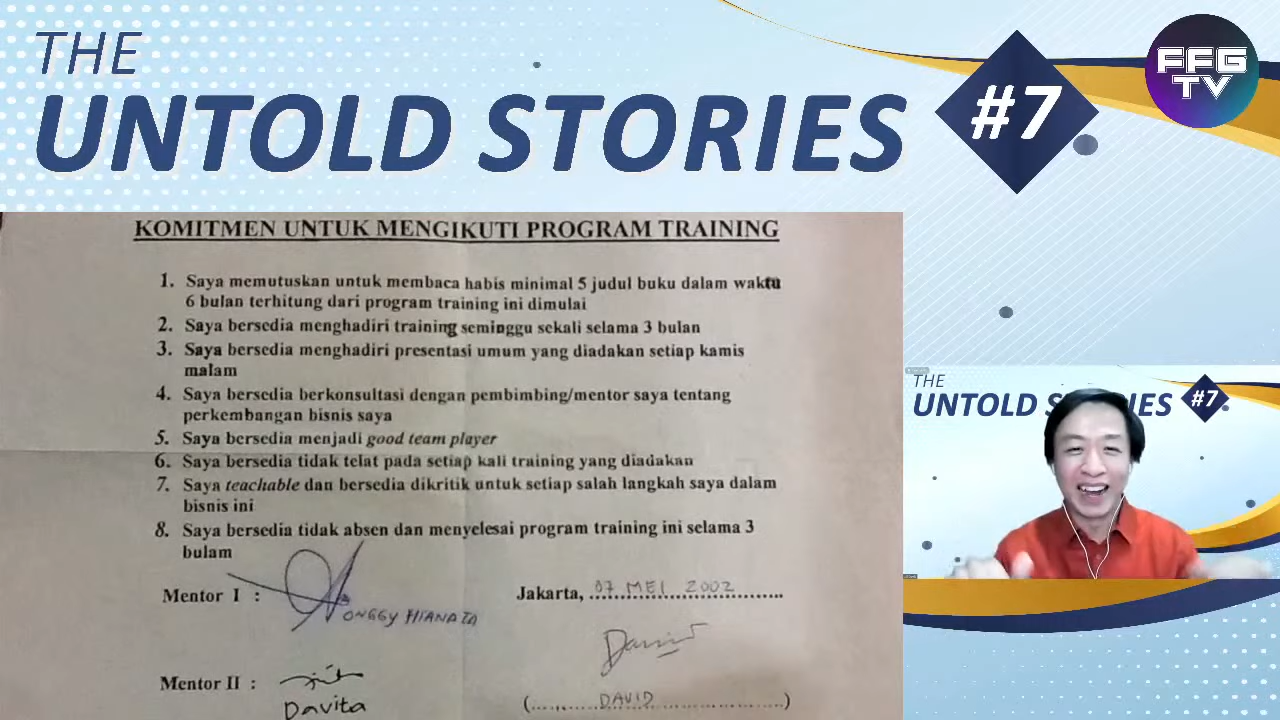 THE
UNTOLD STORIES
#7
FFG
TV
KOMITMEN UNTUK MENGIKUTI PROGRAM TRAINING
1. Saya memutuskan untuk membaca habis minimal 5 judul buku dalam waktu
6 bulan terhitung dari program training ini dimulai
2. Saya bersedia menghadiri training seminggu sekali selama 3 bulan
3. Saya bersedia menghadiri presentasi umum yang diadakan setiap kamis
malam
4. Saya bersedia berkonsultasi dengan pembimbing/mentor saya tentang
perkembangan bisnis saya
5. Saya bersedia menjadi good team player
6. Saya bersedia tidak telat pada setiap kali training yang diadakan
7. Saya teachable dan bersedia dikritik untuk setiap salah langkah saya dalam
bisnis ini
8. Saya bersedia tidak absen dan menyelesai program training ini selama 3
bulam
Mentor I :
ONGGY HIANATA
Jakarta, 07 MEI 2002
Mentor II :
Davita
(DAVID)
THE
UNTOLD STORIES
#7